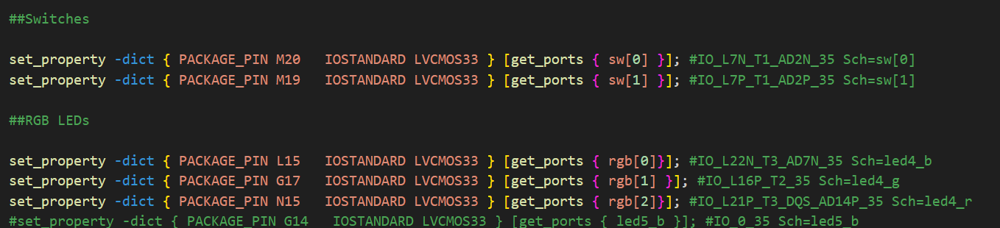 ##Switches
set_property -dict { PACKAGE_PIN M20   IOSTANDARD LVCMOS33 } [get_ports { sw[0] }]; #IO_L7N_T1_AD2N_35 Sch=sw[0]
set_property -dict { PACKAGE_PIN M19   IOSTANDARD LVCMOS33 } [get_ports { sw[1] }]; #IO_L7P_T1_AD2P_35 Sch=sw[1]
##RGB LEDs
set_property -dict { PACKAGE_PIN L15   IOSTANDARD LVCMOS33 } [get_ports { rgb[0]}]; #IO_L22N_T3_AD7N_35 Sch=led4_b
set_property -dict { PACKAGE_PIN G17   IOSTANDARD LVCMOS33 } [get_ports { rgb[1] }]; #IO_L16P_T2_35 Sch=led4_g
set_property -dict { PACKAGE_PIN N15   IOSTANDARD LVCMOS33 } [get_ports { rgb[2]}]; #IO_L21P_T3_DQS_AD14P_35 Sch=led4_r
#set_property -dict { PACKAGE_PIN G14   IOSTANDARD LVCMOS33 } [get_ports { led5_b }]; #IO_0_35 Sch=led5_b